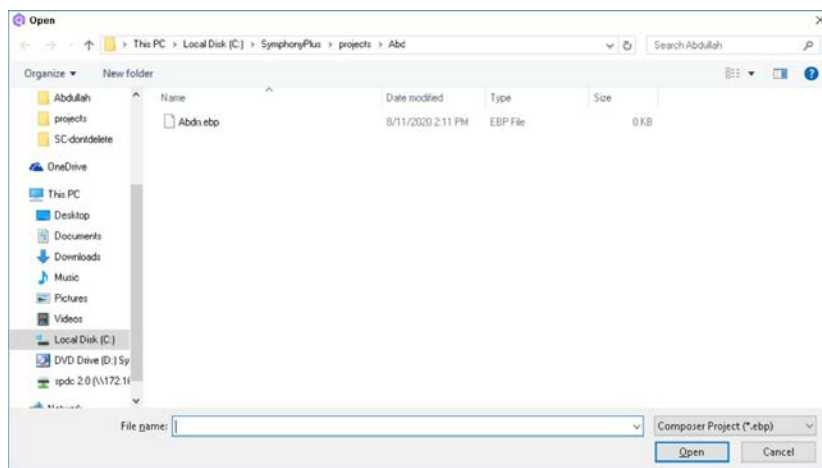 Open
This PC > Local Disk (C:) > SymphonyPlus > projects > Abd
Search Abdullah
Organize
New folder
Abdullah
projects
SC-dontdelete
OneDrive
This PC
Desktop
Documents
Downloads
Music
Pictures
Videos
Local Disk (C:)
DVD Drive (D:) Sy
spdc 2.0 (\\172.16
Name
Date modified
Type
Size
Abdn.ebp
8/11/2020 2:11 PM
EBP File
0 KB
File name:
Composer Project (*.ebp)
Open
Cancel